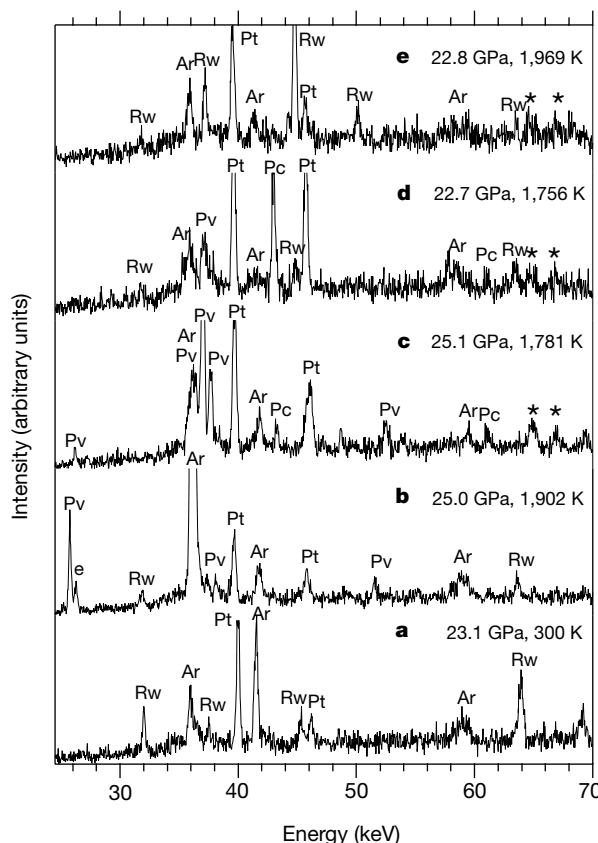 Pt Rw
e 22.8 GPa, 1,969 K
Ar Rw
Rw Ar Pt Rw Ar Rw * *
Pt Pc Pt
d 22.7 GPa, 1,756 K
Pv
Ar
Rw Ar Rw Ar Pc Rw * *
Pv Pt
Ar
Pv Pv
c 25.1 GPa, 1,781 K
Pt
Pv Ar Pc Pv Ar Pc * *
Ar
b 25.0 GPa, 1,902 K
Pv Pt
e Rw Pv Ar Pt Pv Ar Rw
Pt Ar
a 23.1 GPa, 300 K
Rw Ar Rw Rw Pt Ar Rw
Intensity (arbitrary units)
30 40 50 60 70
Energy (keV)